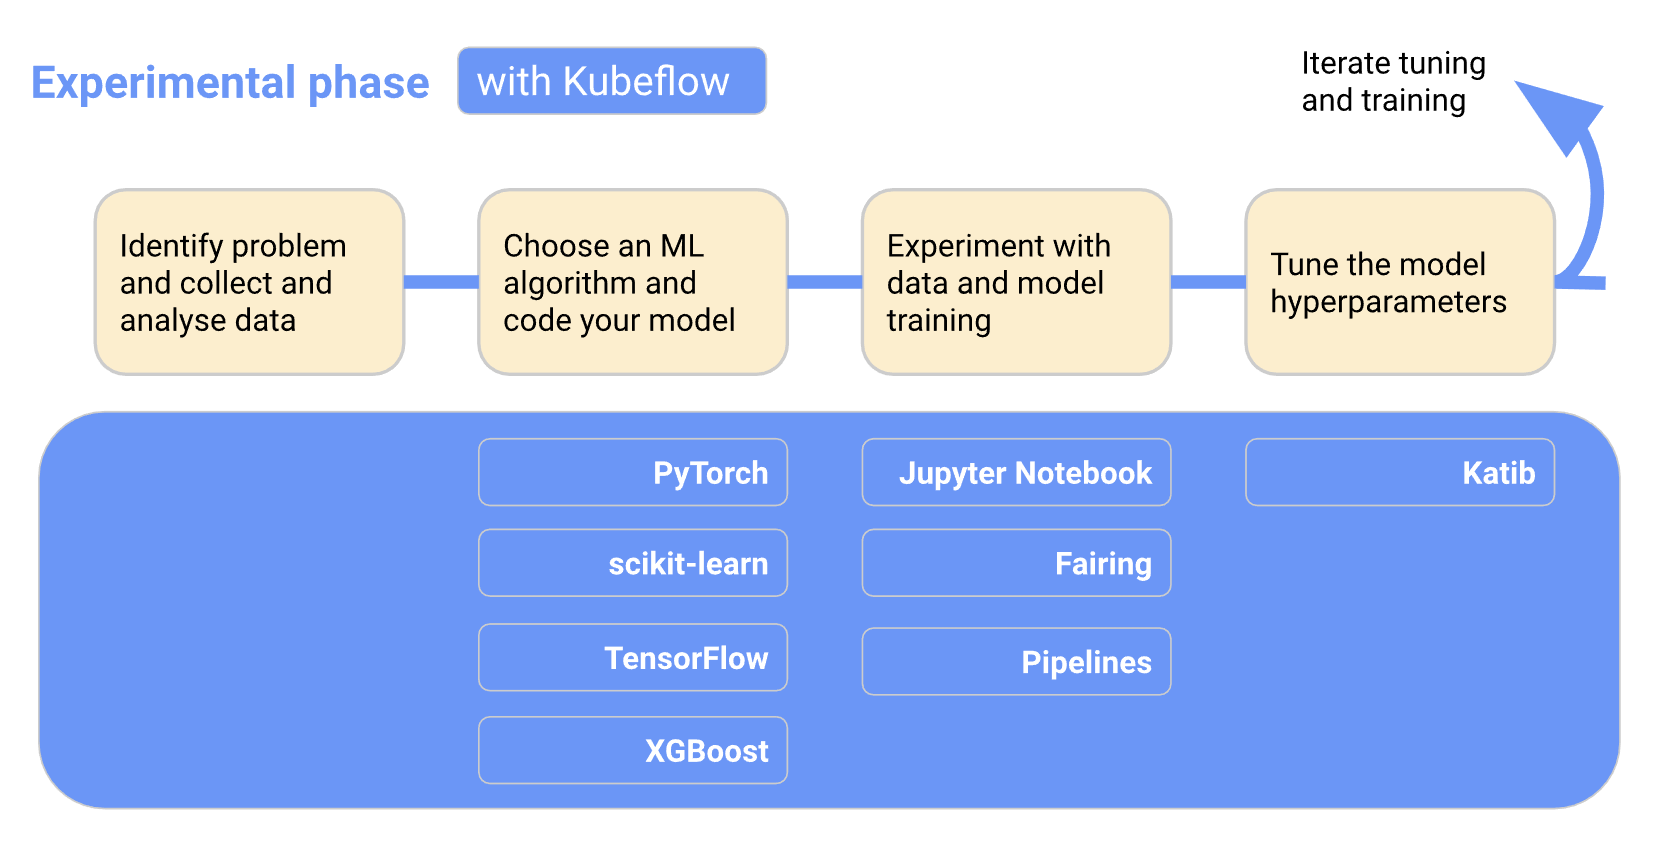 Experimental phase
with Kubeflow
Iterate tuning
and training
Identify problem
and collect and
analyse data
Choose an ML
algorithm and
code your model
Experiment with
data and model
training
Tune the model
hyperparameters
PyTorch
scikit-learn
TensorFlow
XGBoost
Jupyter Notebook
Fairing
Pipelines
Katib